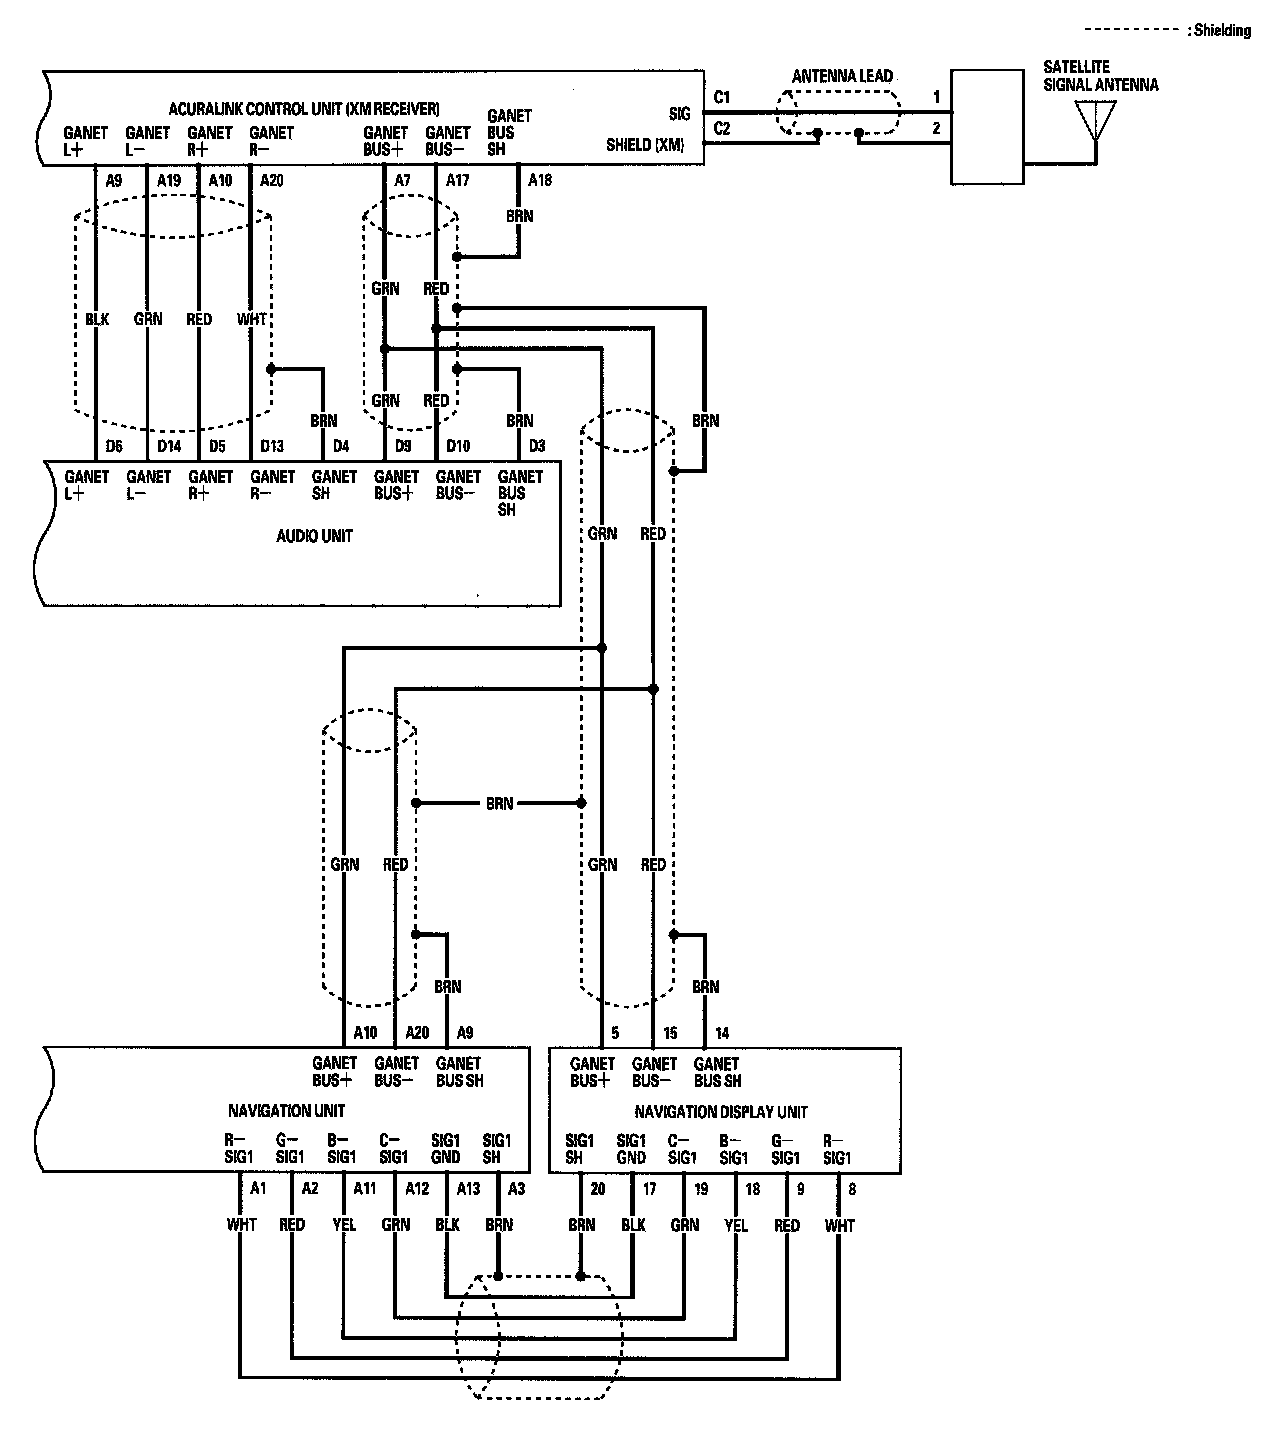 : Shielding
SATELLITE
SIGNAL ANTENNA
ANTENNA LEAD
ACURALINK CONTROL UNIT (XM RECEIVER)
GANET L+
GANET L−
GANET R+
GANET R−
GANET BUS+
GANET BUS−
GANET BUS SH
SIG
SHIELD (XM)
C1
C2
1
2
A9
A19
A10
A20
A7
A17
A18
BRN
GRN
RED
BLK
GRN
RED
WHT
GRN
RED
BRN
BRN
BRN
D6
D14
D5
D13
D4
D9
D10
D3
GANET L+
GANET L−
GANET R+
GANET R−
GANET SH
GANET BUS+
GANET BUS−
GANET BUS SH
AUDIO UNIT
GRN
RED
BRN
GRN
RED
GRN
RED
BRN
BRN
A10
A20
A9
5
15
14
GANET BUS+
GANET BUS−
GANET BUS SH
GANET BUS+
GANET BUS−
GANET BUS SH
NAVIGATION UNIT
NAVIGATION DISPLAY UNIT
R− SIG1
G− SIG1
B− SIG1
C− SIG1
SIG1 GND
SIG1 SH
SIG1 SH
SIG1 GND
C− SIG1
B− SIG1
G− SIG1
R− SIG1
A1
A2
A11
A12
A13
A3
20
17
19
18
9
8
WHT
RED
YEL
GRN
BLK
BRN
BRN
BLK
GRN
YEL
RED
WHT